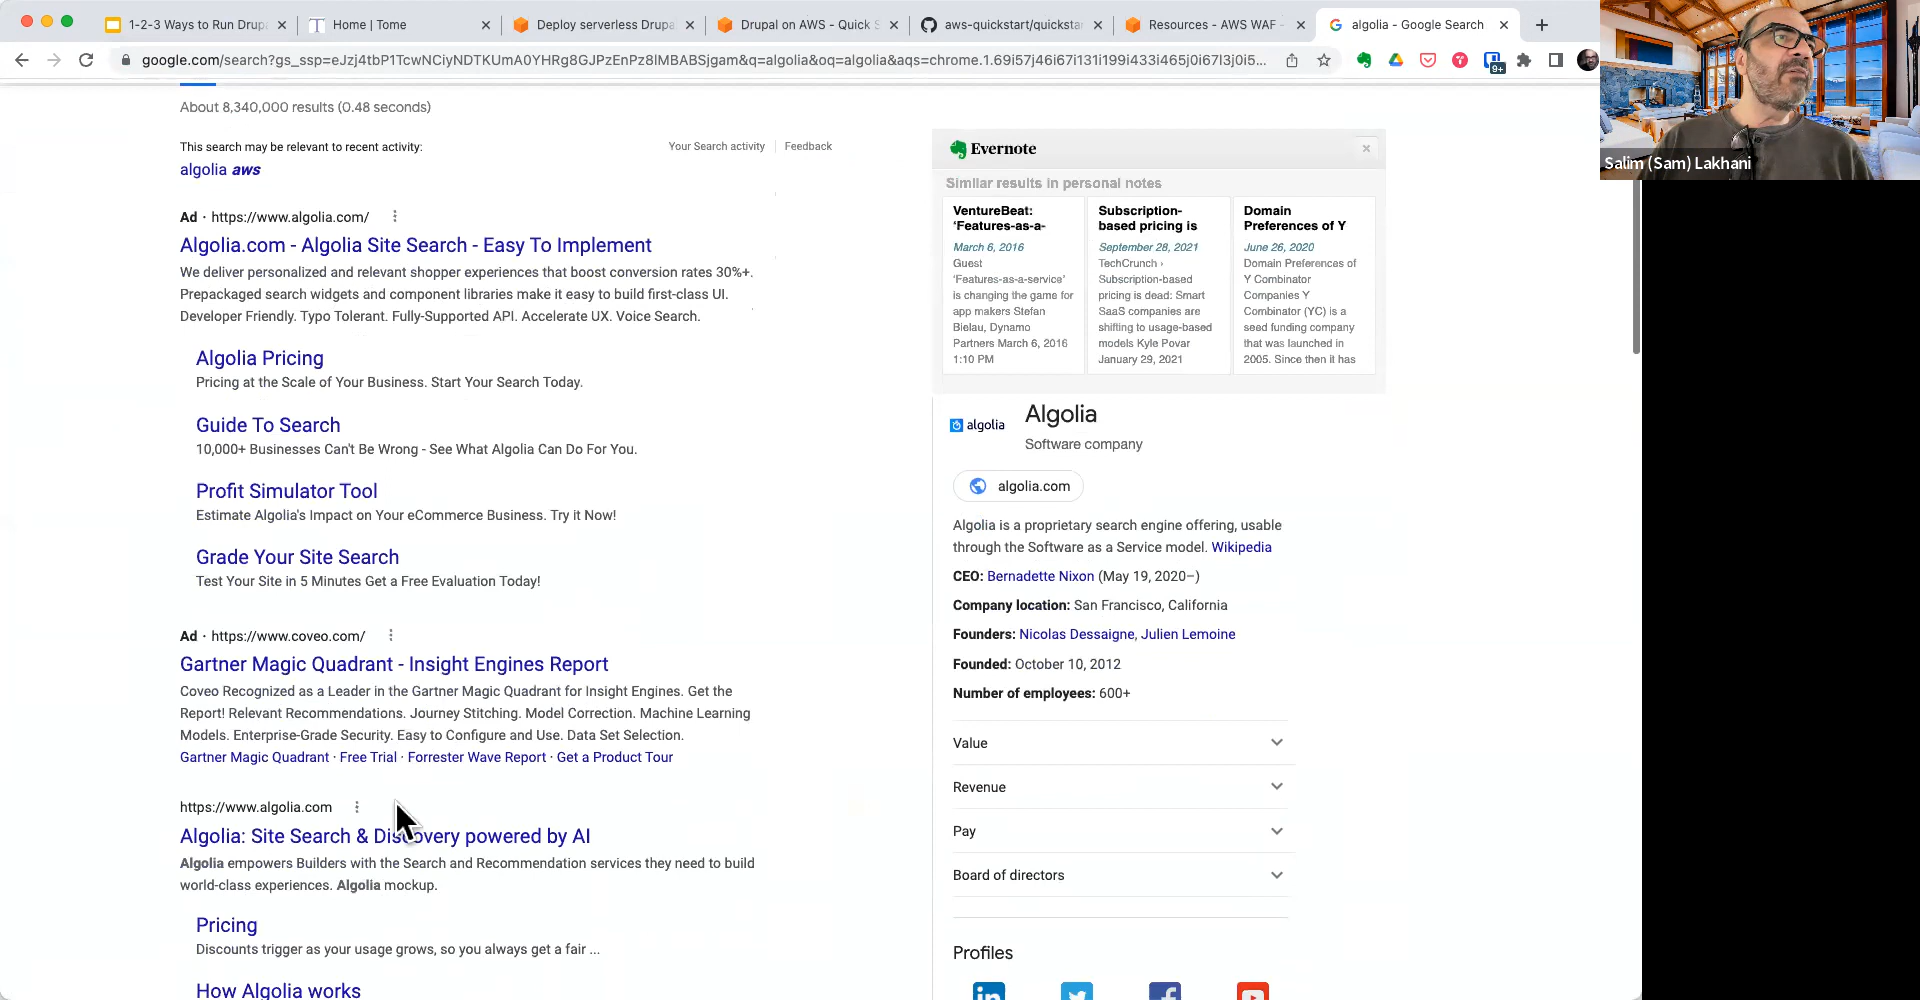 1-2-3 Ways to Run Drupa
Home | Tome
Deploy serverless Drupa
Drupal on AWS - Quick S
aws-quickstart/quickstar
Resources - AWS WAF -
algolia - Google Search
google.com/search?gs_ssp=eJzj4tbP1TcwNCiyNDTKUmA0YHRg8GJPzEnPz8lMBABSjgam&q=algolia&oq=algolia&aqs=chrome.1.69i57j46i67i131i199i433i465j0i67l3j0i5...
9+
Salim (Sam) Lakhani
About 8,340,000 results (0.48 seconds)
This search may be relevant to recent activity:
Your Search activity
Feedback
algolia aws
Ad · https://www.algolia.com/
Algolia.com - Algolia Site Search - Easy To Implement
We deliver personalized and relevant shopper experiences that boost conversion rates 30%+.
Prepackaged search widgets and component libraries make it easy to build first-class UI.
Developer Friendly. Typo Tolerant. Fully-Supported API. Accelerate UX. Voice Search.
Algolia Pricing
Pricing at the Scale of Your Business. Start Your Search Today.
Guide To Search
10,000+ Businesses Can't Be Wrong - See What Algolia Can Do For You.
Profit Simulator Tool
Estimate Algolia's Impact on Your eCommerce Business. Try it Now!
Grade Your Site Search
Test Your Site in 5 Minutes Get a Free Evaluation Today!
Ad · https://www.coveo.com/
Gartner Magic Quadrant - Insight Engines Report
Coveo Recognized as a Leader in the Gartner Magic Quadrant for Insight Engines. Get the
Report! Relevant Recommendations. Journey Stitching. Model Correction. Machine Learning
Models. Enterprise-Grade Security. Easy to Configure and Use. Data Set Selection.
Gartner Magic Quadrant · Free Trial · Forrester Wave Report · Get a Product Tour
https://www.algolia.com
Algolia: Site Search & Discovery powered by AI
Algolia empowers Builders with the Search and Recommendation services they need to build
world-class experiences. Algolia mockup.
Pricing
Discounts trigger as your usage grows, so you always get a fair ...
How Algolia works
Evernote
Similar results in personal notes
VentureBeat:
'Features-as-a-
March 6, 2016
Guest
'Features-as-a-service'
is changing the game for
app makers Stefan
Bielau, Dynamo
Partners March 6, 2016
1:10 PM
Subscription-
based pricing is
September 28, 2021
TechCrunch ›
Subscription-based
pricing is dead: Smart
SaaS companies are
shifting to usage-based
models Kyle Poyar
January 29, 2021
Domain
Preferences of Y
June 26, 2020
Domain Preferences of
Y Combinator
Companies Y
Combinator (YC) is a
seed funding company
that was launched in
2005. Since then it has
algolia
Algolia
Software company
algolia.com
Algolia is a proprietary search engine offering, usable
through the Software as a Service model. Wikipedia
CEO: Bernadette Nixon (May 19, 2020–)
Company location: San Francisco, California
Founders: Nicolas Dessaigne, Julien Lemoine
Founded: October 10, 2012
Number of employees: 600+
Value
Revenue
Pay
Board of directors
Profiles
in